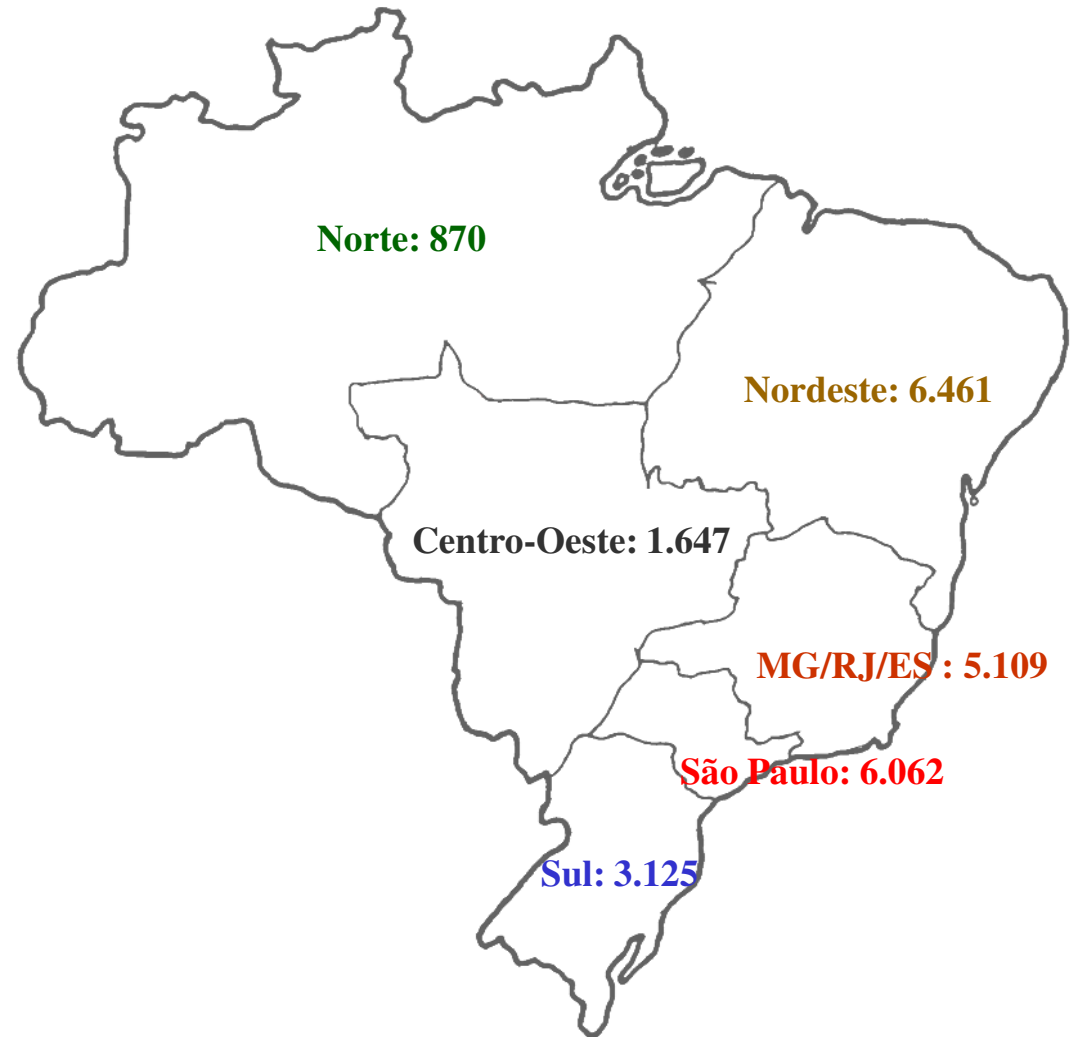 Norte: 870
Nordeste: 6.461
Centro-Oeste: 1.647
MG/RJ/ES : 5.109
São Paulo: 6.062
Sul: 3.125